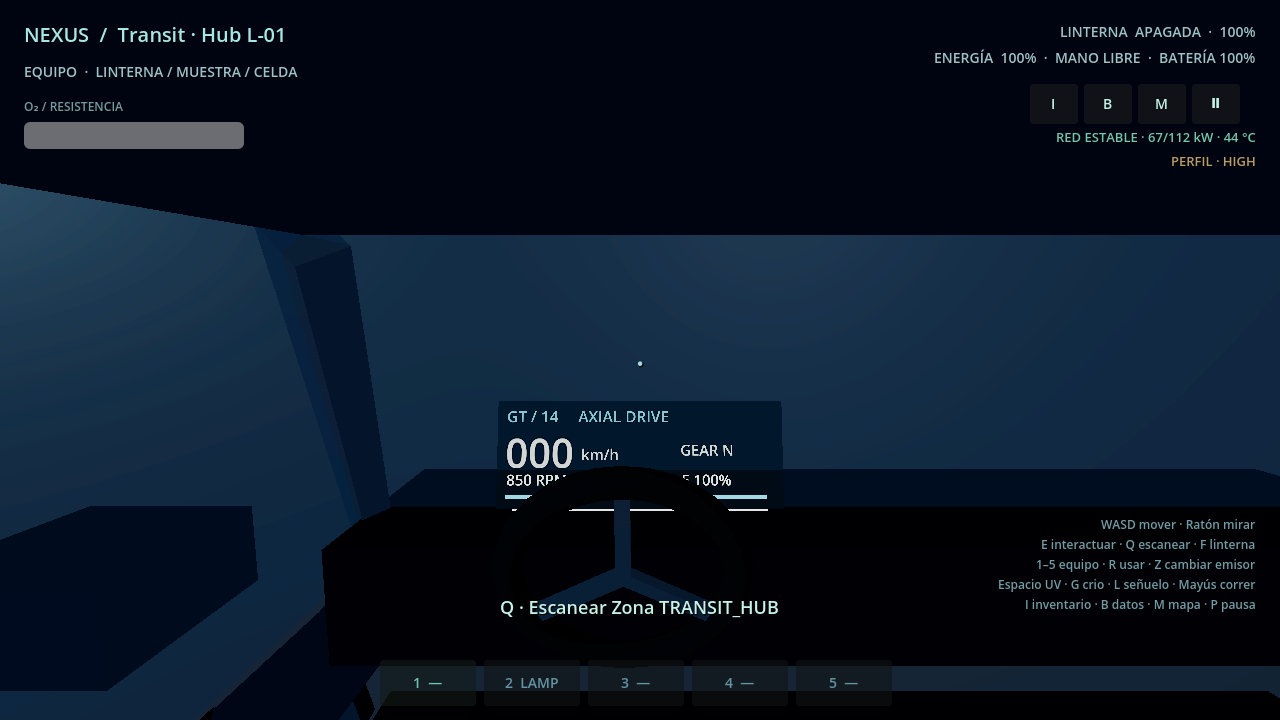 NEXUS / Transit · Hub L-01
EQUIPO · LINTERNA / MUESTRA / CELDA
O₂ / RESISTENCIA
LINTERNA APAGADA · 100%
ENERGÍA 100% · MANO LIBRE · BATERÍA 100%
I B M II
RED ESTABLE · 67/112 kW · 44 °C
PERFIL · HIGH
GT / 14 AXIAL DRIVE
000 km/h GEAR N
850 100%
WASD mover · Ratón mirar
E interactuar · Q escanear · F linterna
1–5 equipo · R usar · Z cambiar emisor
Espacio UV · G crio · L señuelo · Mayús correr
I inventario · B datos · M mapa · P pausa
Q · Escanear Zona TRANSIT_HUB
1 — 2 LAMP 3 — 4 — 5 —